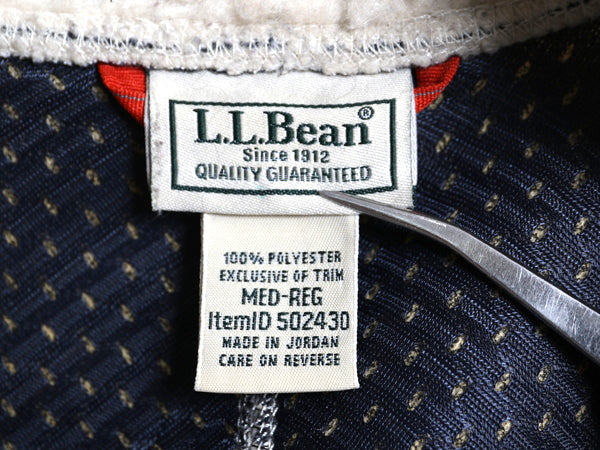 L.L.Bean®
Since 1912
QUALITY GUARANTEED
100% POLYESTER
EXCLUSIVE OF TRIM
MED-REG
ItemID 502430
MADE IN JORDAN
CARE ON REVERSE